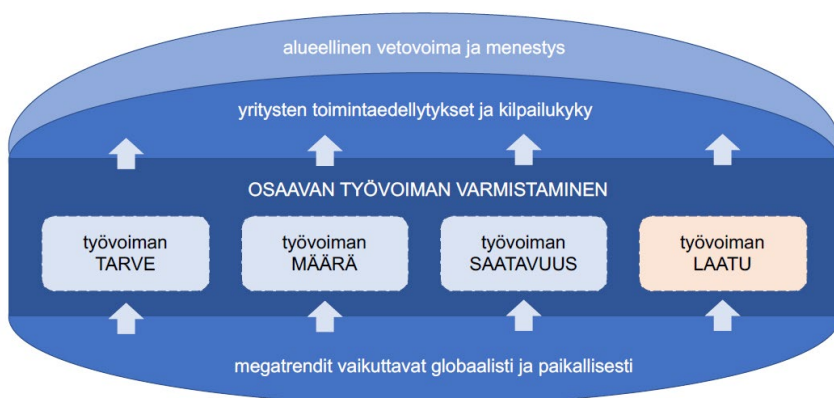 alueellinen vetovoima ja menestys
yritysten toimintaedellytykset ja kilpailukyky
OSAAVAN TYÖVOIMAN VARMISTAMINEN
työvoiman
TARVE
työvoiman
MÄÄRÄ
työvoiman
SAATAVUUS
työvoiman
LAATU
megatrendit vaikuttavat globaalisti ja paikallisesti